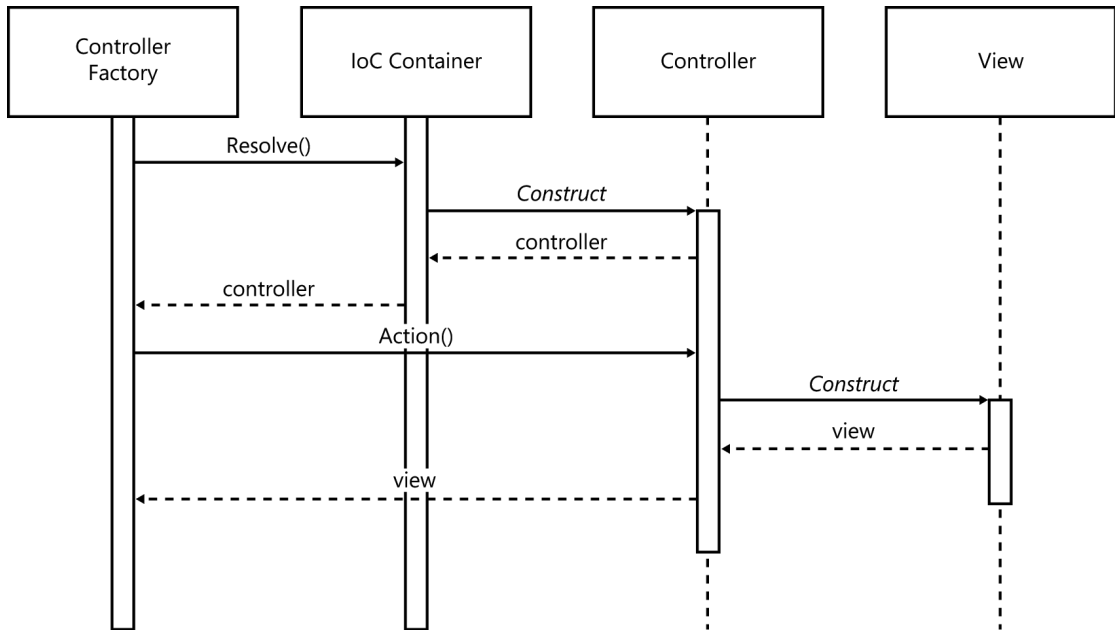 Controller
Factory
IoC Container
Controller
View
Resolve()
Construct
controller
controller
Action()
Construct
view
view